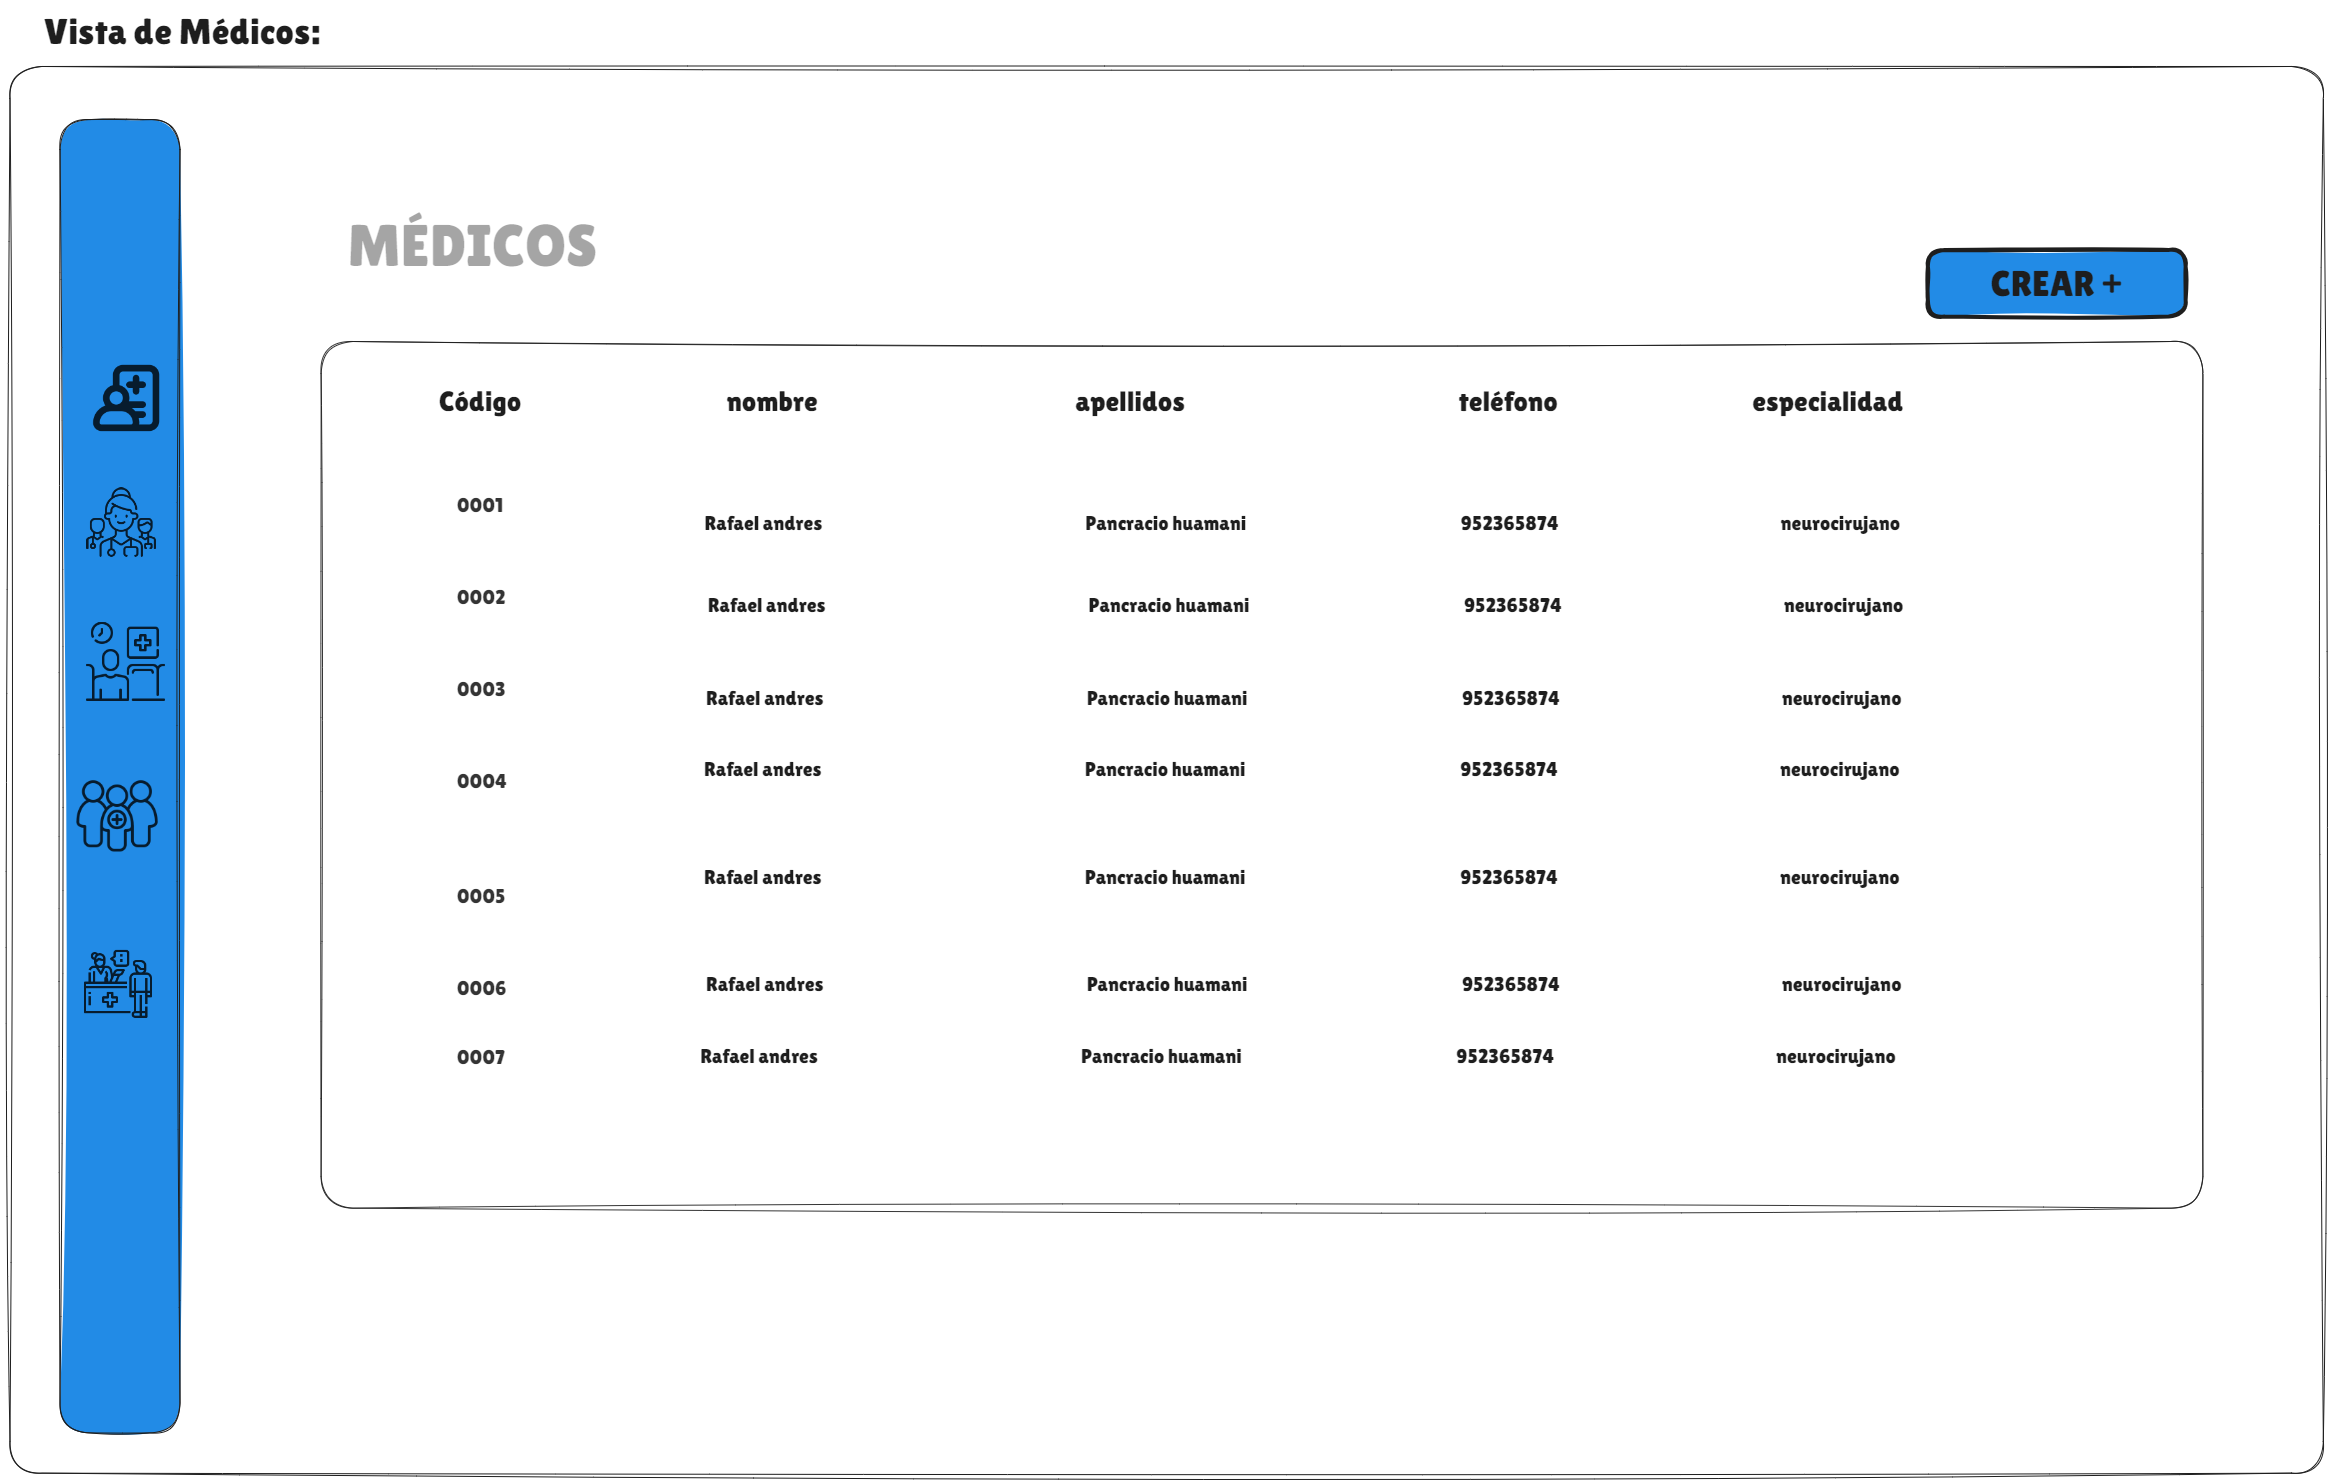 Vista de Médicos:
MÉDICOS
CREAR +
Código nombre apellidos teléfono especialidad
0001 Rafael andres Pancracio huamani 952365874 neurocirujano
0002 Rafael andres Pancracio huamani 952365874 neurocirujano
0003 Rafael andres Pancracio huamani 952365874 neurocirujano
0004 Rafael andres Pancracio huamani 952365874 neurocirujano
0005 Rafael andres Pancracio huamani 952365874 neurocirujano
0006 Rafael andres Pancracio huamani 952365874 neurocirujano
0007 Rafael andres Pancracio huamani 952365874 neurocirujano